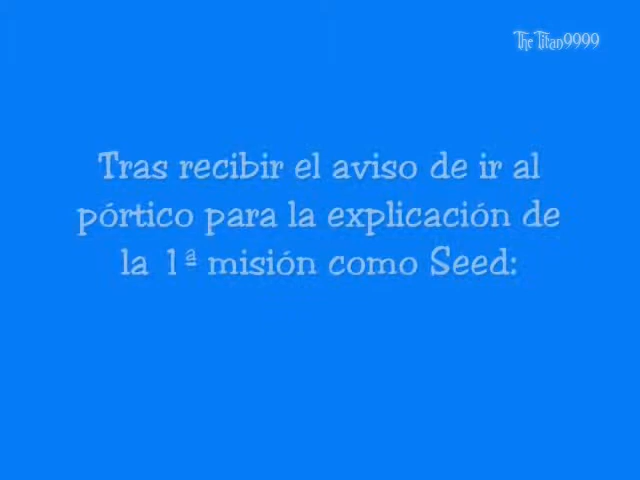 The Titan9999
Tras recibir el aviso de ir al
pórtico para la explicación de
la 1ª misión como Seed: